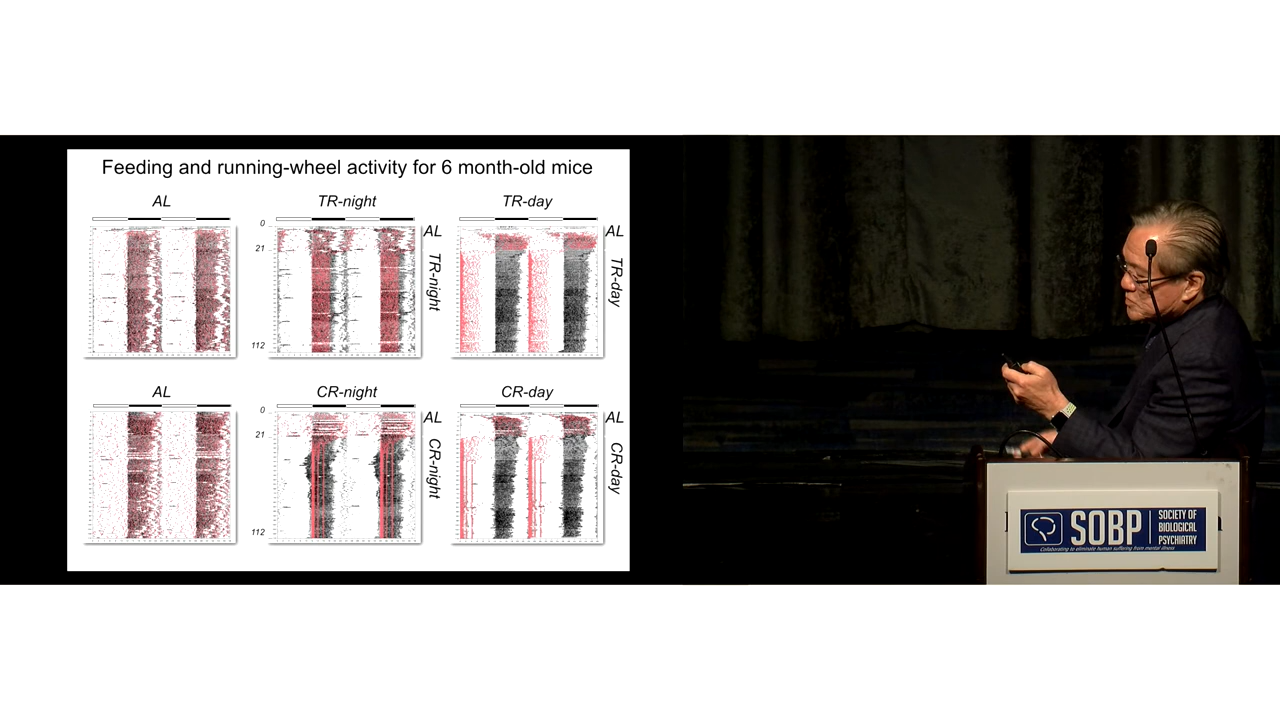 Feeding and running-wheel activity for 6 month-old mice
AL
TR-night
TR-day
0
21
112
AL
TR-night
AL
TR-day
AL
CR-night
CR-day
0
21
112
AL
CR-night
AL
CR-day
SOBP
SOCIETY OF
BIOLOGICAL
PSYCHIATRY
Collaborating to eliminate human suffering from mental illness